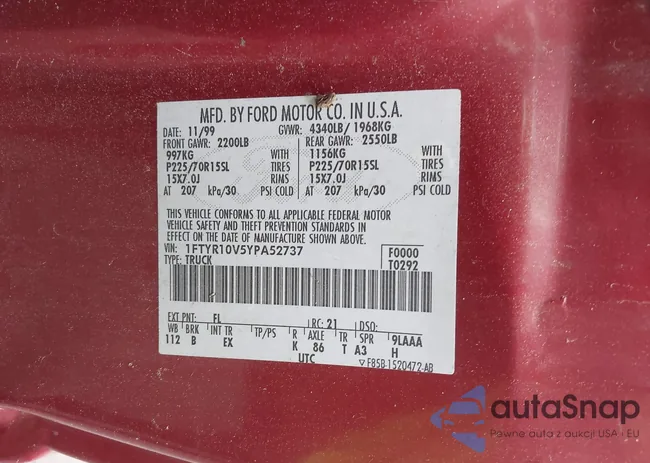 MFD. BY FORD MOTOR CO. IN U.S.A.
DATE: 11/99 GVWR: 4340LB/ 1968KG
FRONT GAWR: 2200LB REAR GAWR: 2550LB
997KG WITH 1156KG WITH
P225/70R15SL TIRES P225/70R15SL TIRES
15X7.0J RIMS 15X7.0J RIMS
AT 207 kPa/30 PSI COLD AT 207 kPa/30 PSI COLD
THIS VEHICLE CONFORMS TO ALL APPLICABLE FEDERAL MOTOR
VEHICLE SAFETY AND THEFT PREVENTION STANDARDS IN
EFFECT ON THE DATE OF MANUFACTURE SHOWN ABOVE.
VIN: 1FTYR10V5YPA52737 F0000
TYPE: TRUCK T0292
EXT PNT: FL RC: 21 DSO:
WB BRK INT TR TP/PS R AXLE TR SPR 9LAAA
112 B EX K 86 T A3 H
UTC
F85B-1520472-AB
autaSnap
Pewne auta z aukcji USA i EU